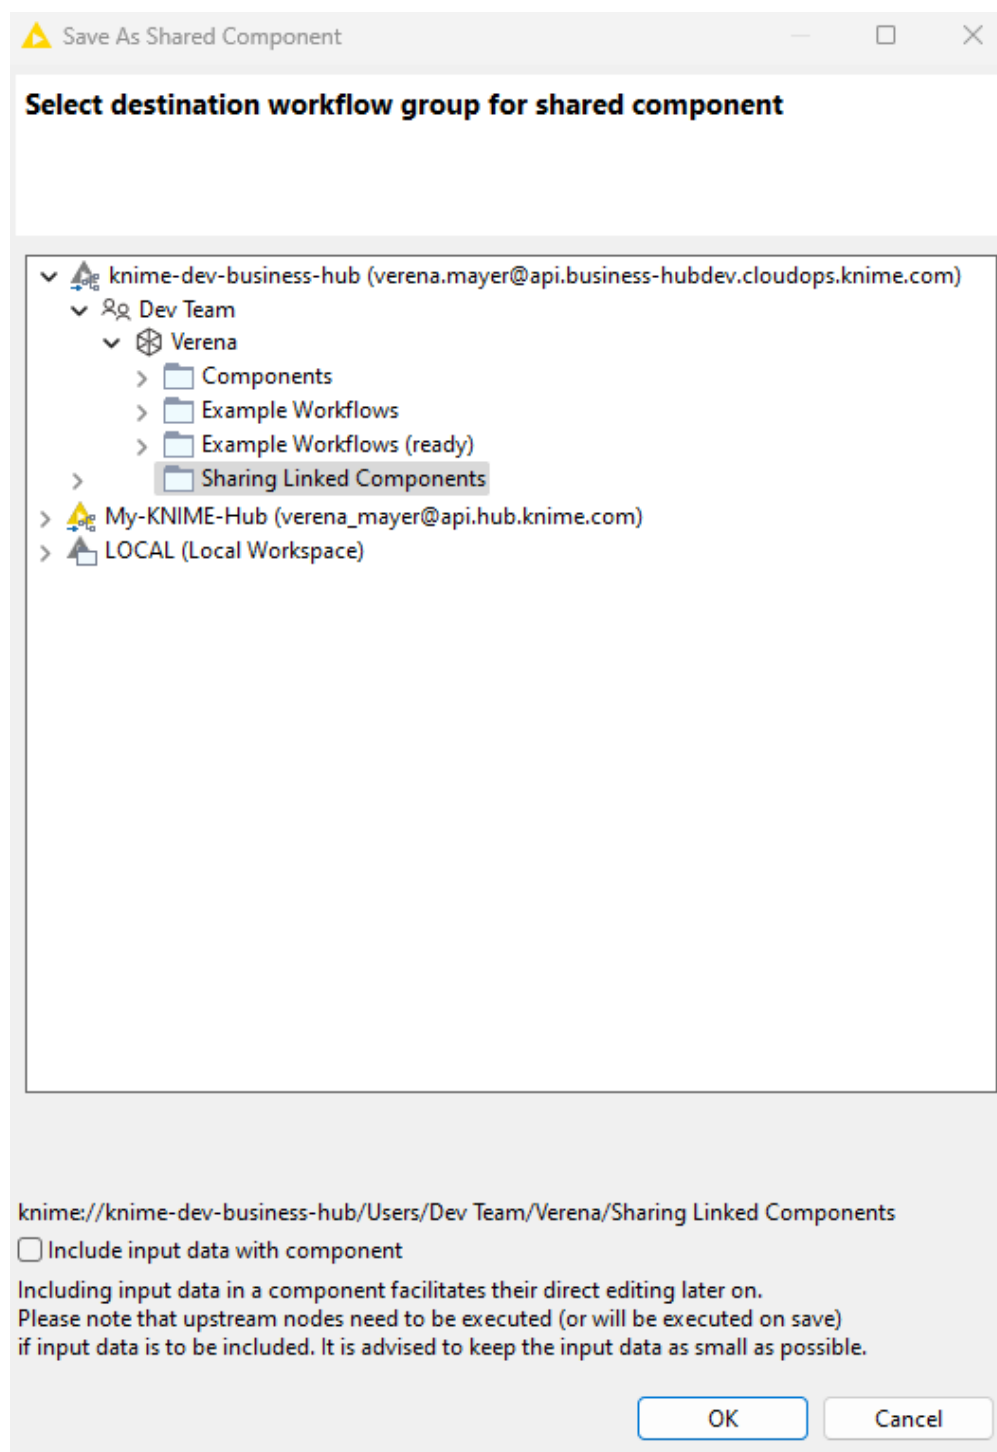 Save As Shared Component
Select destination workflow group for shared component
knime-dev-business-hub (verena.mayer@api.business-hubdev.cloudops.knime.com)
Dev Team
Verena
Components
Example Workflows
Example Workflows (ready)
Sharing Linked Components
My-KNIME-Hub (verena_mayer@api.hub.knime.com)
LOCAL (Local Workspace)
knime://knime-dev-business-hub/Users/Dev Team/Verena/Sharing Linked Components
Include input data with component
Including input data in a component facilitates their direct editing later on.
Please note that upstream nodes need to be executed (or will be executed on save)
if input data is to be included. It is advised to keep the input data as small as possible.
OK Cancel